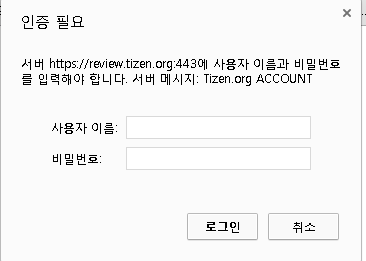 인증 필요
서버 https://review.tizen.org:443에 사용자 이름과 비밀번호
를 입력해야 합니다. 서버 메시지: Tizen.org ACCOUNT
사용자 이름:
비밀번호:
로그인 취소